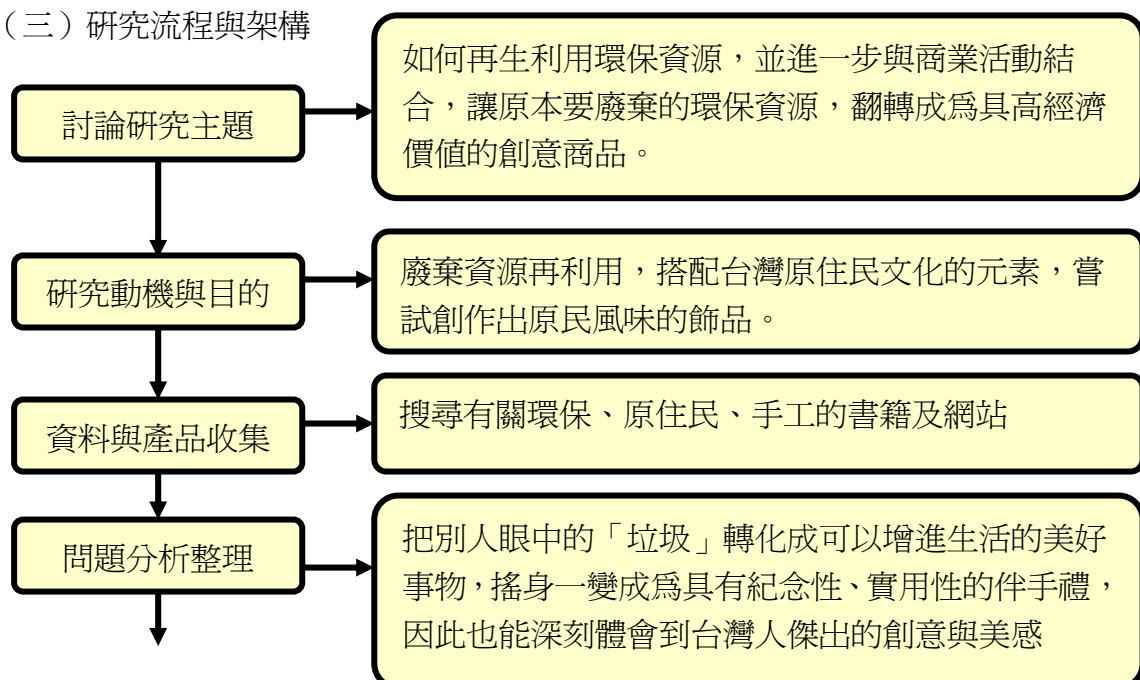 （三）研究流程與架構
討論研究主題
如何再生利用環保資源，並進一步與商業活動結
合，讓原本要廢棄的環保資源，翻轉成為具高經濟
價值的創意商品。
研究動機與目的
廢棄資源再利用，搭配台灣原住民文化的元素，嘗
試創作出原民風味的飾品。
資料與產品收集
搜尋有關環保、原住民、手工的書籍及網站
問題分析整理
把別人眼中的「垃圾」轉化成可以增進生活的美好
事物，搖身一變成為具有紀念性、實用性的伴手禮，
因此也能深刻體會到台灣人傑出的創意與美感